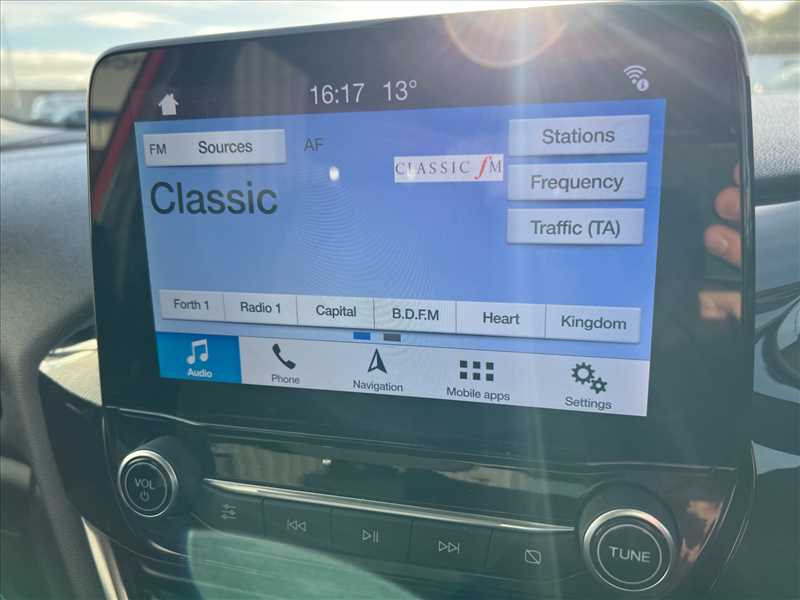 16:17 13°
FM Sources AF
CLASSIC fM
Stations
Classic
Frequency
Traffic (TA)
Forth 1 Radio 1 Capital B.D.F.M Heart Kingdom
Audio Phone Navigation Mobile apps Settings
VOL
TUNE